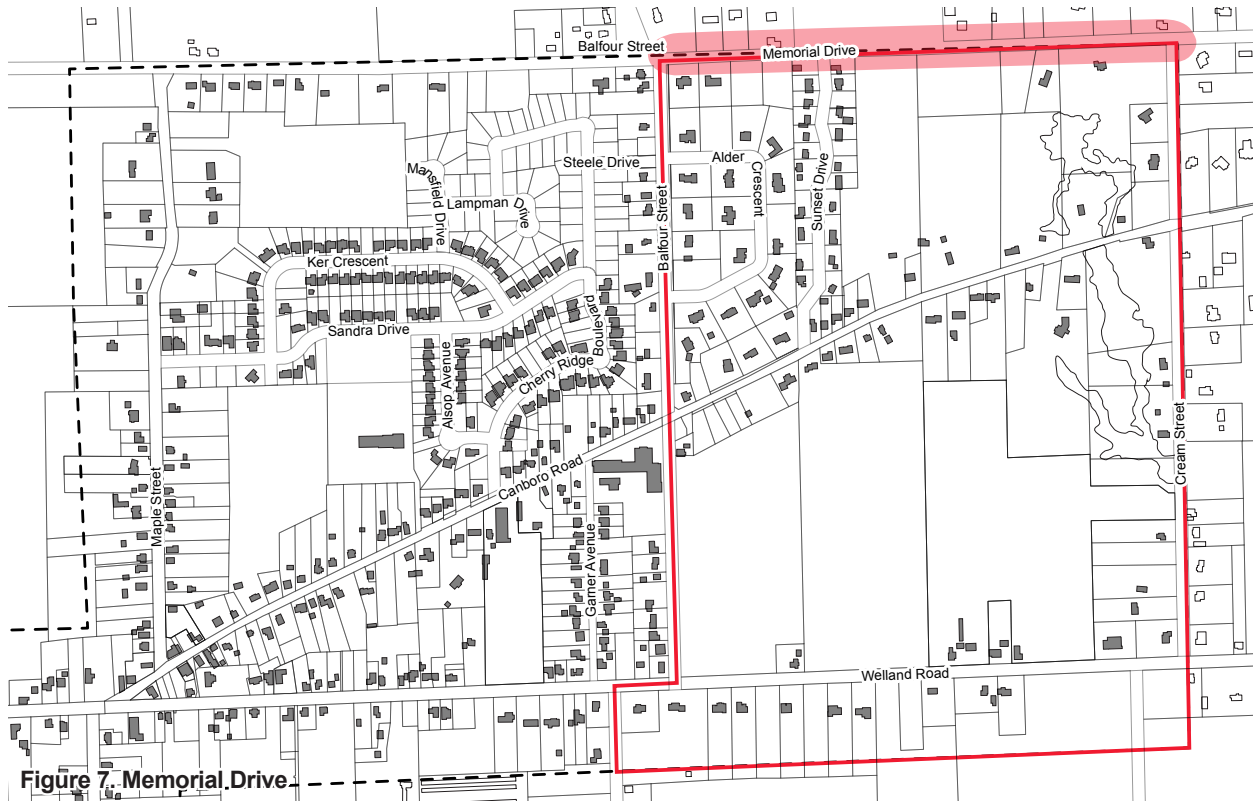 Balfour Street
Memorial Drive
Steele Drive
Alder
Crescent
Mansfield Drive
Lampman Drive
Sunset Drive
Balfour Street
Ker Crescent
Sandra Drive
Boulevard
Cherry Ridge
Alsop Avenue
Canboro Road
Cream Street
Maple Street
Garner Avenue
Welland Road
Figure 7. Memorial Drive